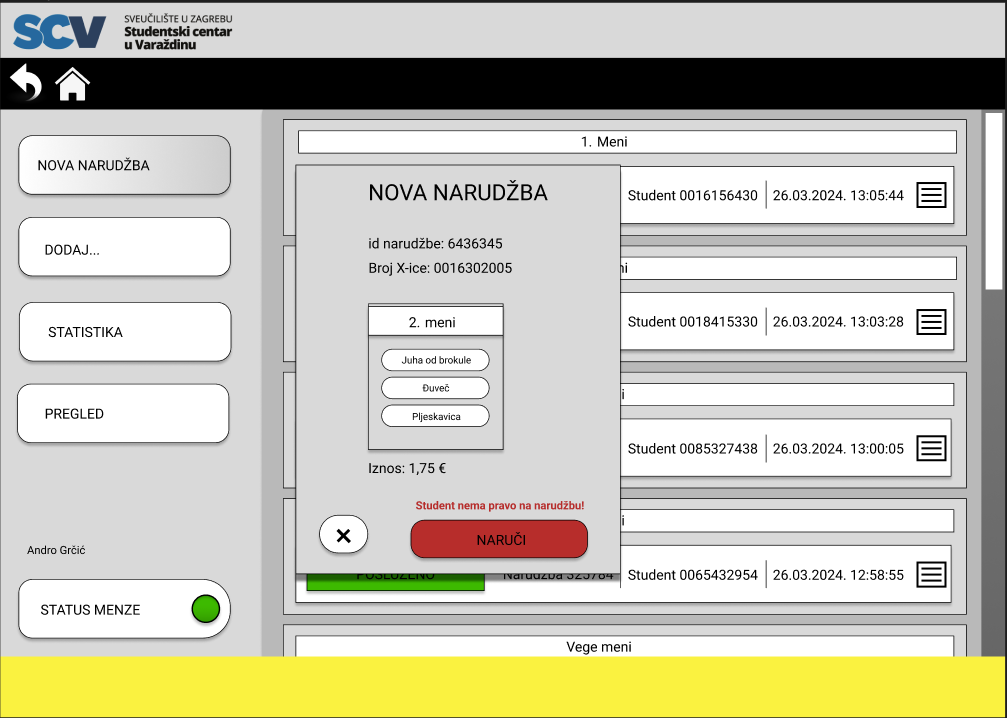 SCV
SVEUČILIŠTE U ZAGREBU
Studentski centar
u Varaždinu
NOVA NARUDŽBA
DODAJ...
STATISTIKA
PREGLED
Andro Grčić
STATUS MENZE
1. Meni
Student 0016156430
26.03.2024. 13:05:44
ni
Student 0018415330
26.03.2024. 13:03:28
i
Student 0085327438
26.03.2024. 13:00:05
i
POSLUŽENO
Narudžba 325784
Student 0065432954
26.03.2024. 12:58:55
Vege meni
NOVA NARUDŽBA
id narudžbe: 6436345
Broj X-ice: 0016302005
2. meni
Juha od brokule
Đuveč
Pljeskavica
Iznos: 1,75 €
Student nema pravo na narudžbu!
NARUČI